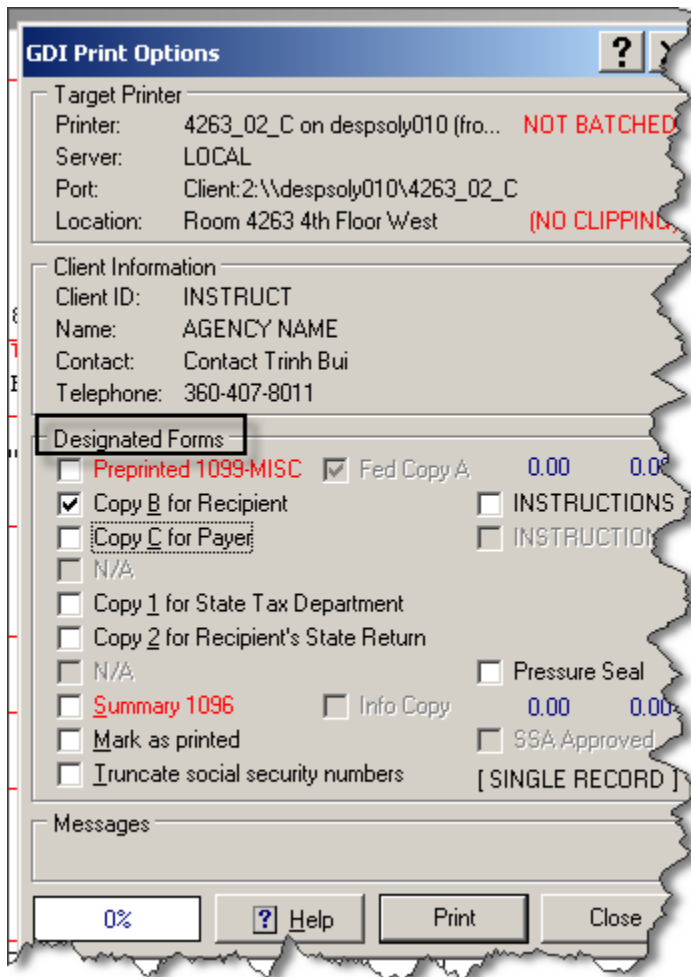 GDI Print Options ?
Target Printer
Printer: 4263_02_C on despsoly010 (fro... NOT BATCHED
Server: LOCAL
Port: Client:2:\\despsoly010\4263_02_C
Location: Room 4263 4th Floor West (NO CLIPPING
Client Information
Client ID: INSTRUCT
Name: AGENCY NAME
Contact: Contact Trinh Bui
Telephone: 360-407-8011
Designated Forms
Preprinted 1099-MISC Fed Copy A 0.00 0.0
Copy B for Recipient INSTRUCTIONS
Copy C for Payer INSTRUCTION
N/A
Copy 1 for State Tax Department
Copy 2 for Recipient's State Return
N/A Pressure Seal
Summary 1096 Info Copy 0.00 0.00
Mark as printed SSA Approved
Truncate social security numbers [ SINGLE RECORD ]
Messages
0% ? Help Print Close